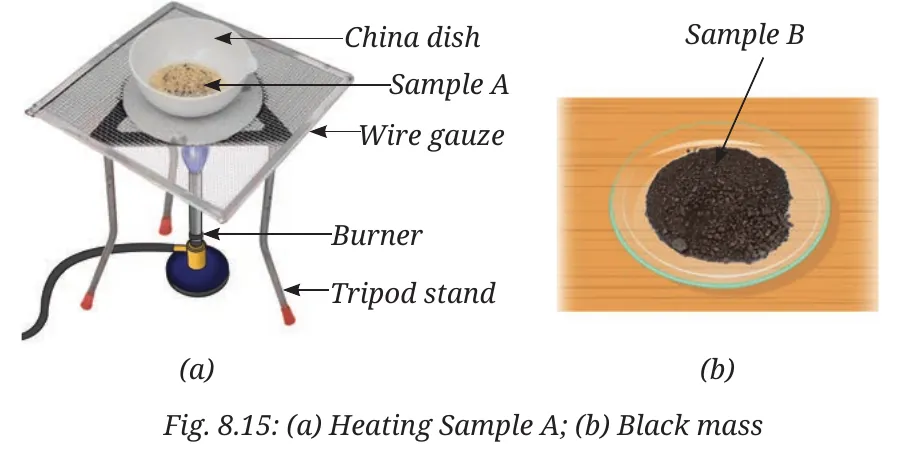 China dish
Sample A
Wire gauze
Burner
Tripod stand
Sample B
(a)
(b)
Fig. 8.15: (a) Heating Sample A; (b) Black mass